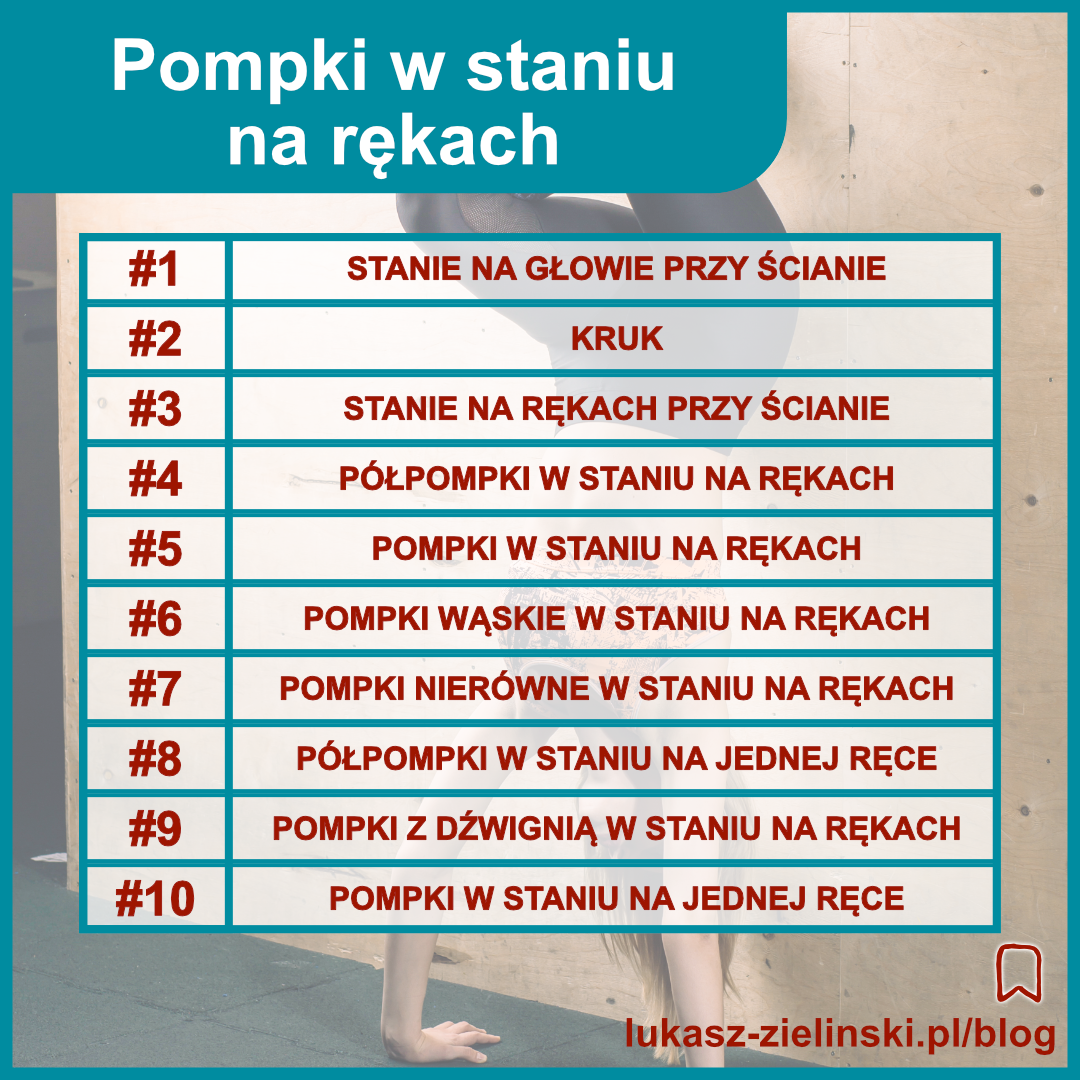 Pompki w staniu
na rękach
#1 STANIE NA GŁOWIE PRZY ŚCIANIE
#2 KRUK
#3 STANIE NA RĘKACH PRZY ŚCIANIE
#4 PÓŁPOMPKI W STANIU NA RĘKACH
#5 POMPKI W STANIU NA RĘKACH
#6 POMPKI WĄSKIE W STANIU NA RĘKACH
#7 POMPKI NIERÓWNE W STANIU NA RĘKACH
#8 PÓŁPOMPKI W STANIU NA JEDNEJ RĘCE
#9 POMPKI Z DŹWIGNIĄ W STANIU NA RĘKACH
#10 POMPKI W STANIU NA JEDNEJ RĘCE
lukasz-zielinski.pl/blog